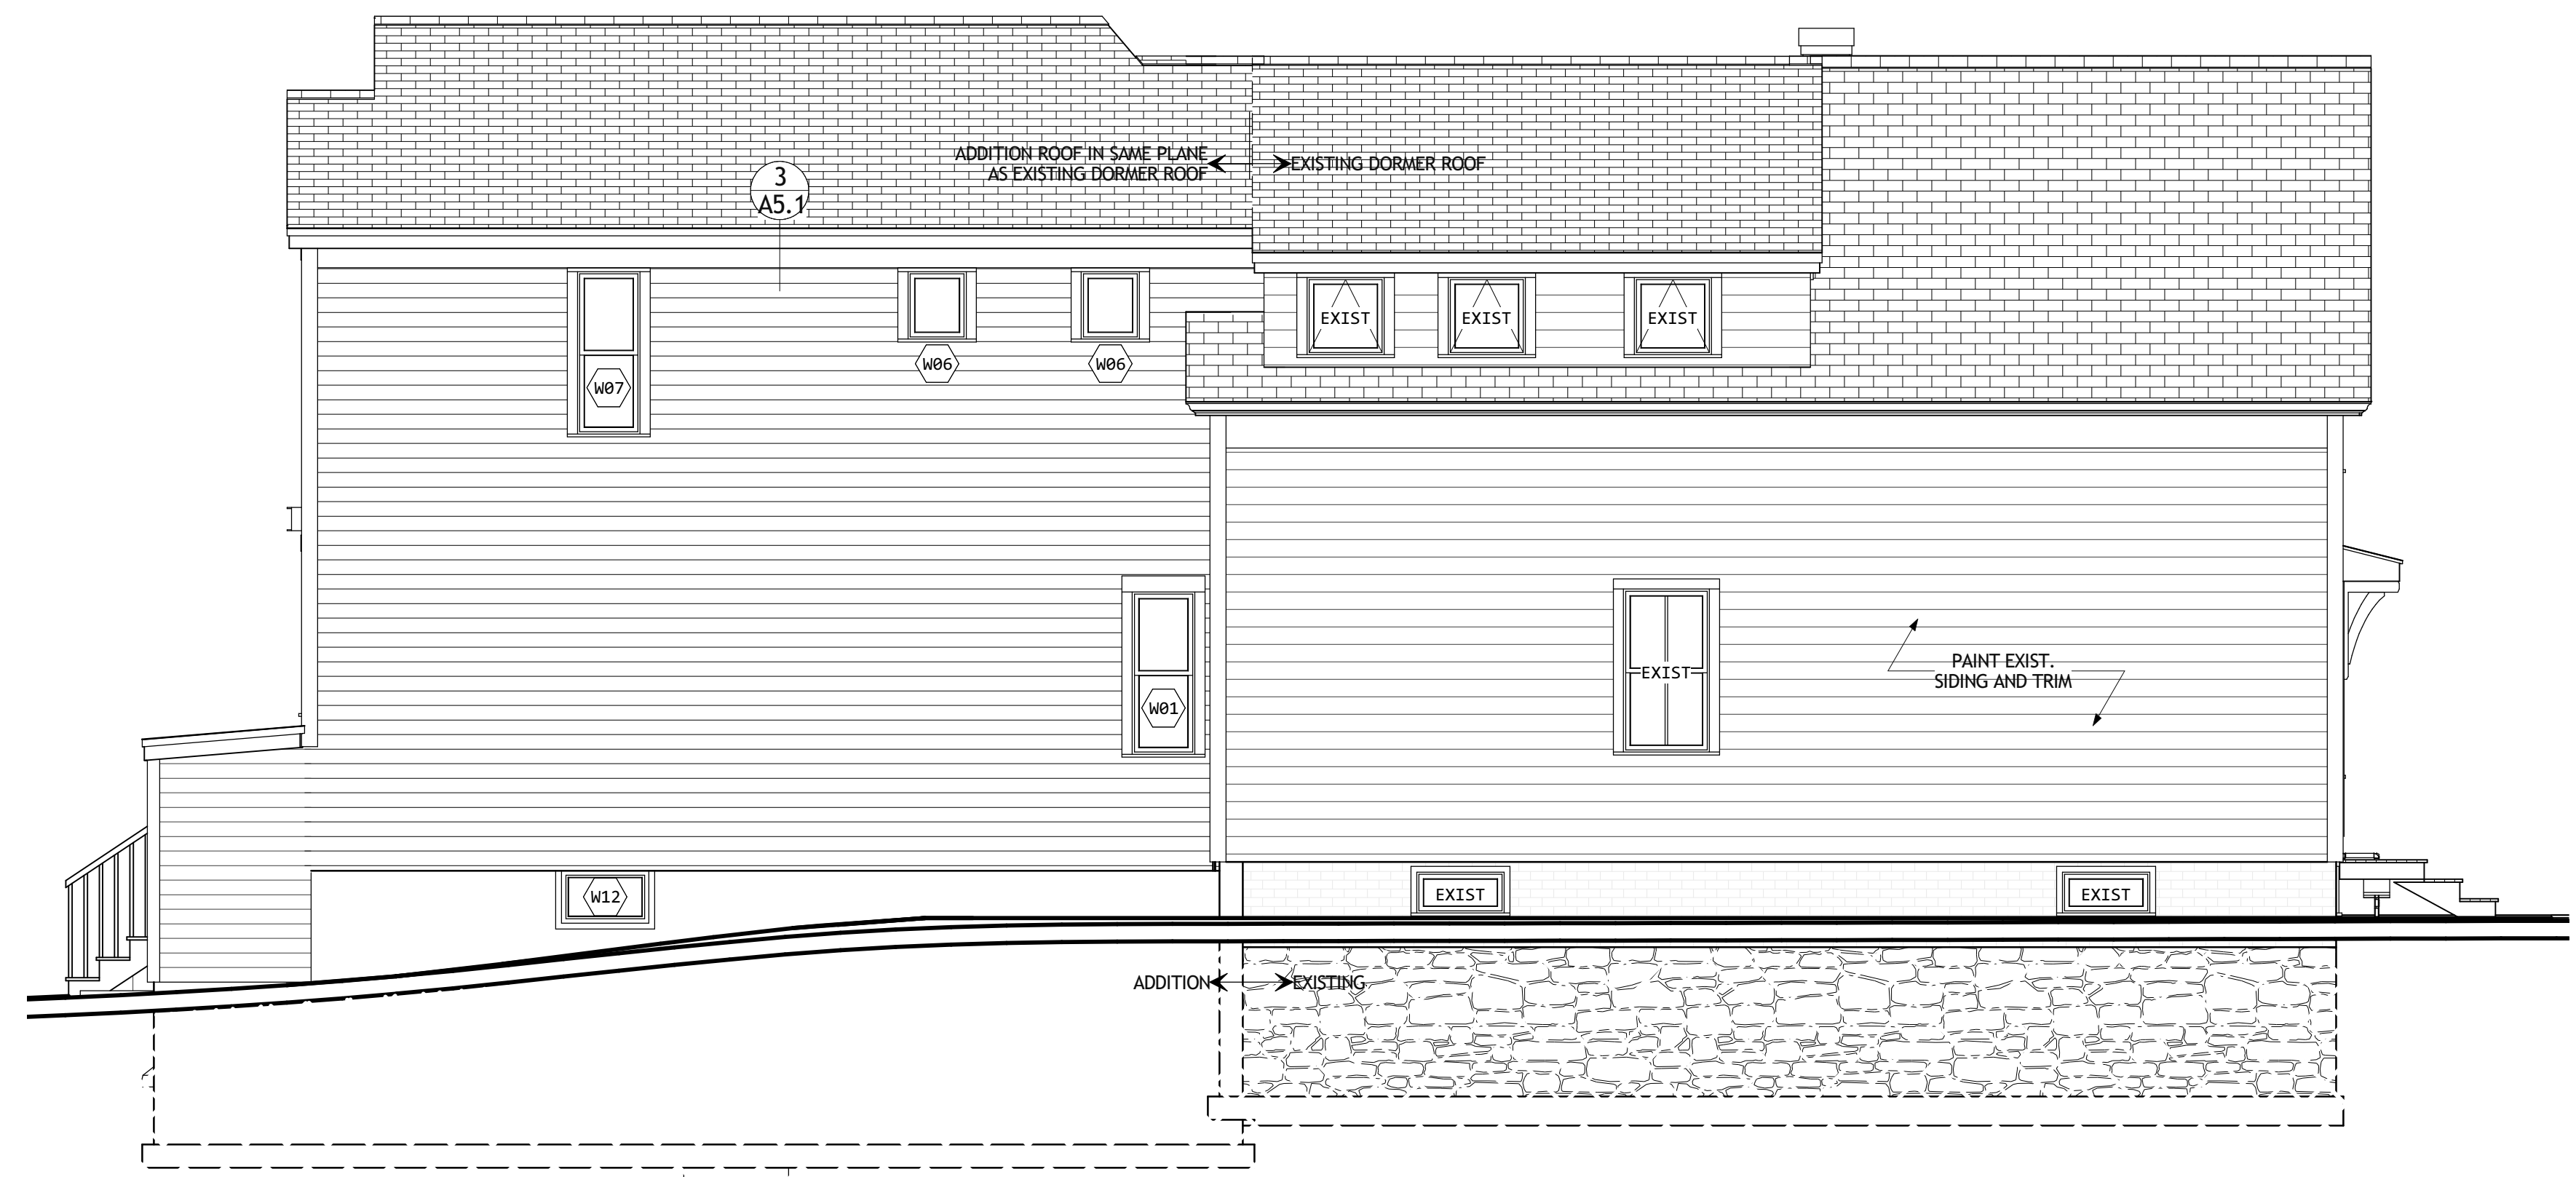 ADDITION ROOF IN SAME PLANE
AS EXISTING DORMER ROOF
EXISTING DORMER ROOF
3
A5.1
EXIST
EXIST
EXIST
W07
W06
W06
W01
EXIST
PAINT EXIST.
SIDING AND TRIM
W12
EXIST
EXIST
ADDITION
EXISTING